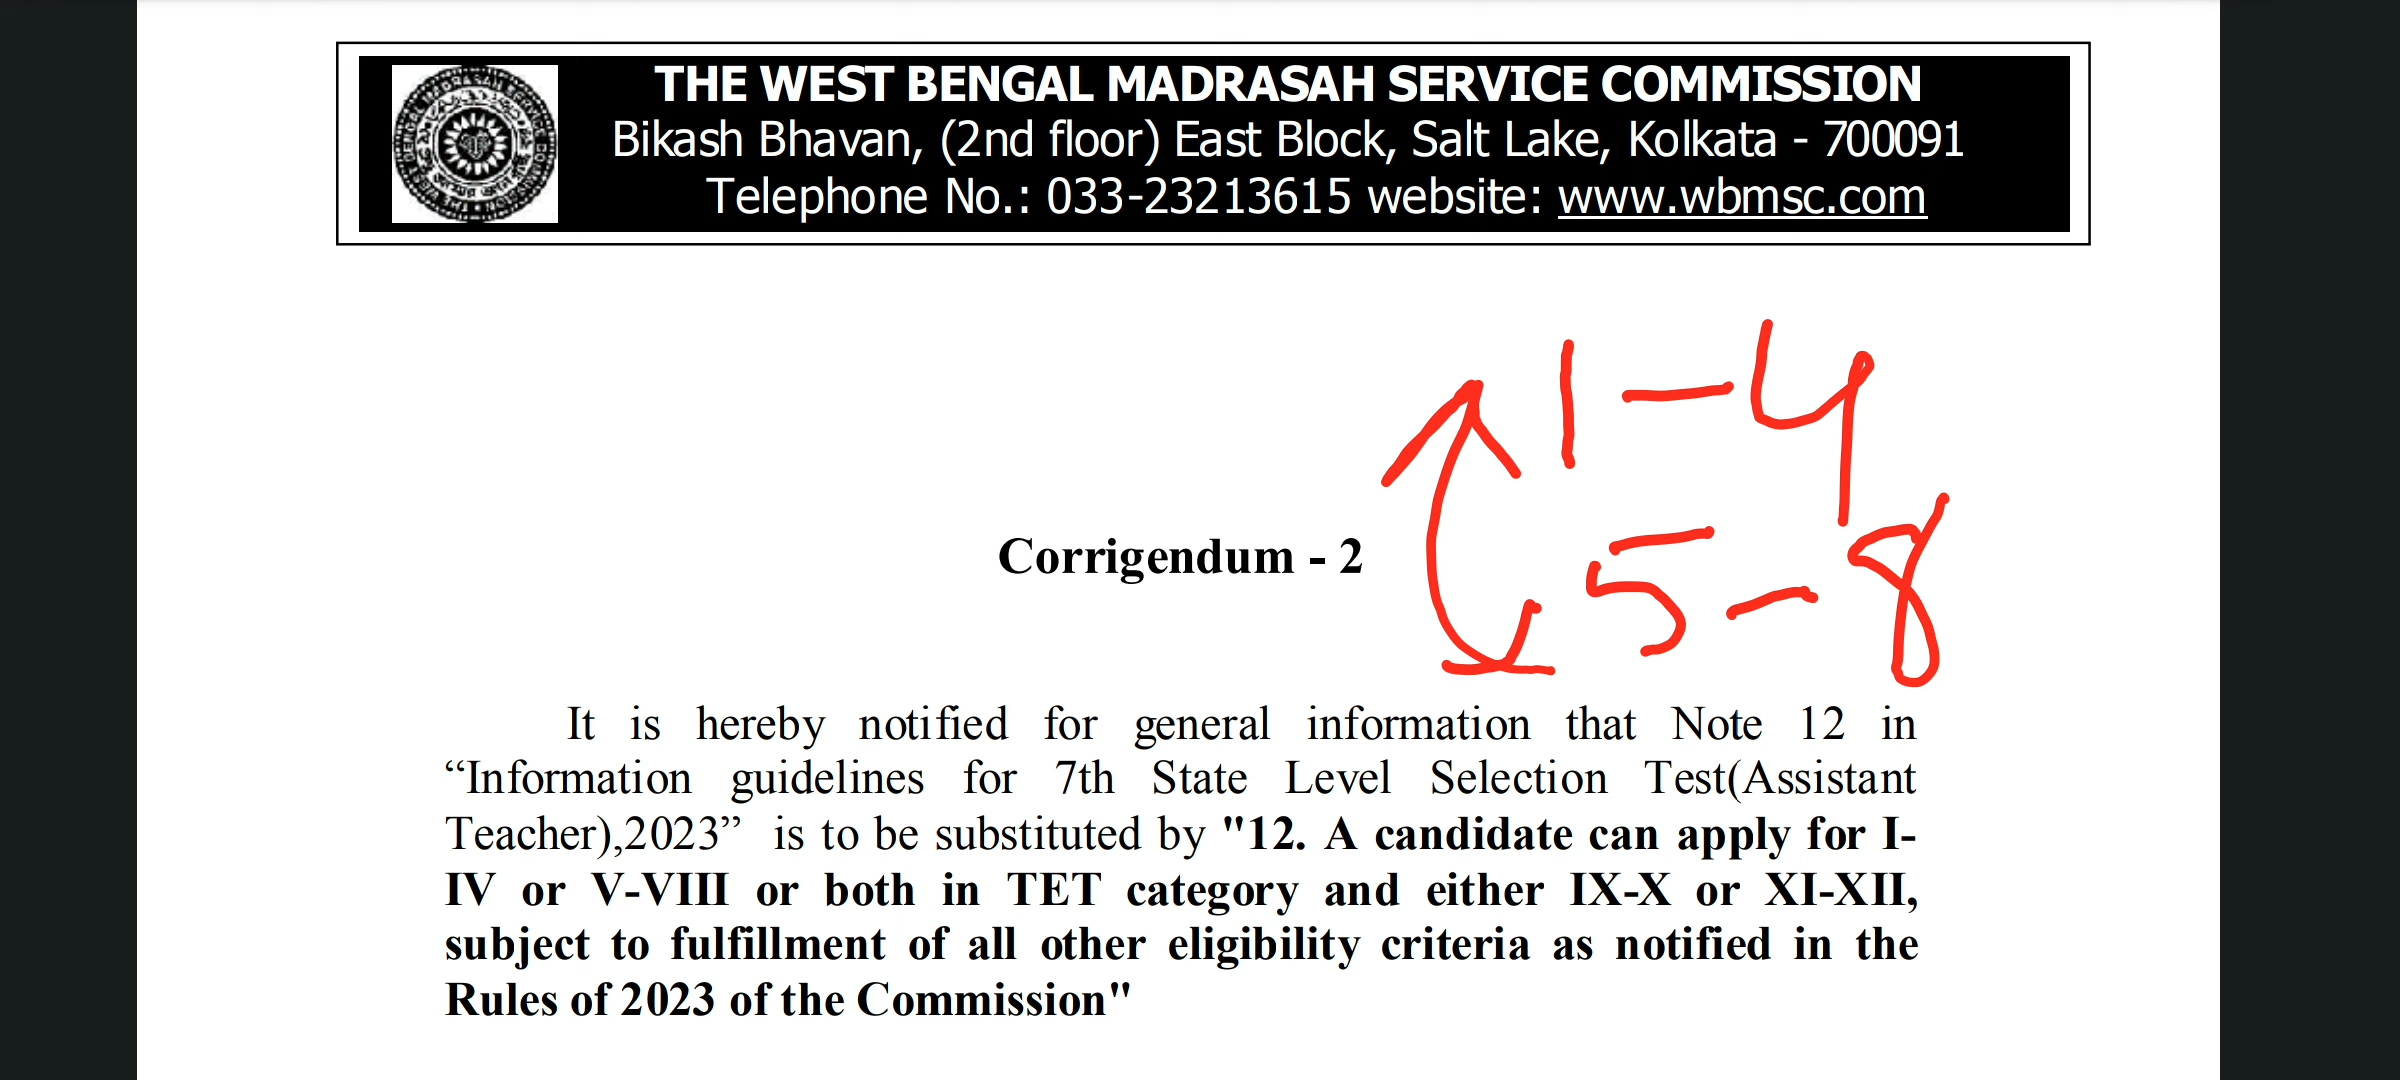 THE WEST BENGAL MADRASAH SERVICE COMMISSION
Bikash Bhavan, (2nd floor) East Block, Salt Lake, Kolkata - 700091
Telephone No.: 033-23213615 website: www.wbmsc.com
1-4
Corrigendum - 2
5-8
It is hereby notified for general information that Note 12 in
“Information guidelines for 7th State Level Selection Test(Assistant
Teacher),2023” is to be substituted by "12. A candidate can apply for I-
IV or V-VIII or both in TET category and either IX-X or XI-XII,
subject to fulfillment of all other eligibility criteria as notified in the
Rules of 2023 of the Commission"